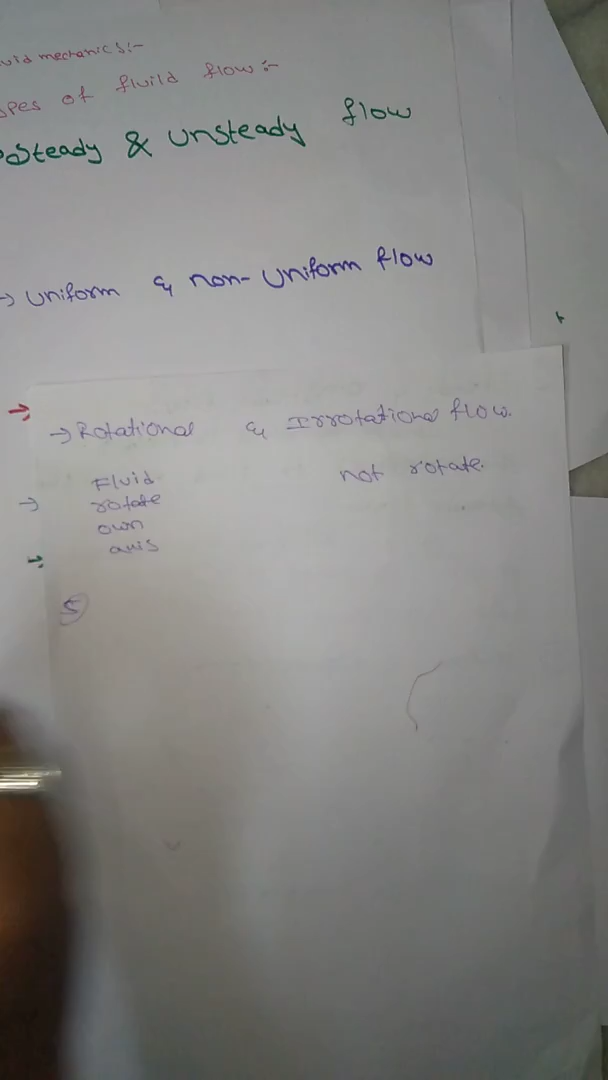 uid mechanics:-
pes of fluild flow:-
Steady & unsteady flow
→ uniform & non-uniform flow
→ Rotational & Irrotational flow.
Fluid not rotate.
→ rotate
own
axis
5